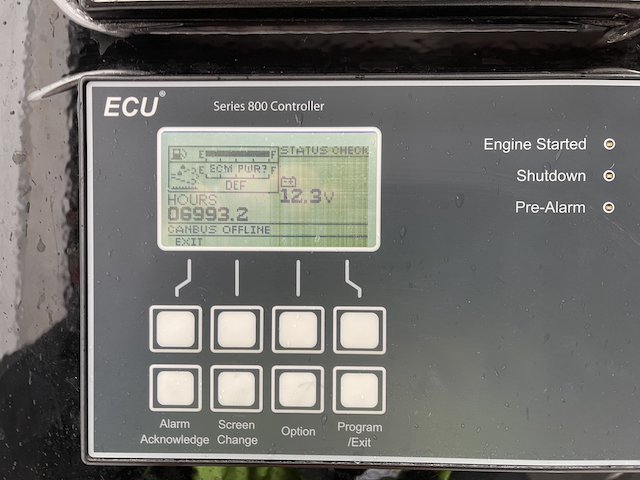 ECU®
Series 800 Controller
E F STATUS CHECK
E ECM PWR? F
DEF
HOURS
06993.2
12.3V
CANBUS OFFLINE
EXIT
Engine Started
Shutdown
Pre-Alarm
Alarm
Acknowledge
Screen
Change
Option
Program
/Exit